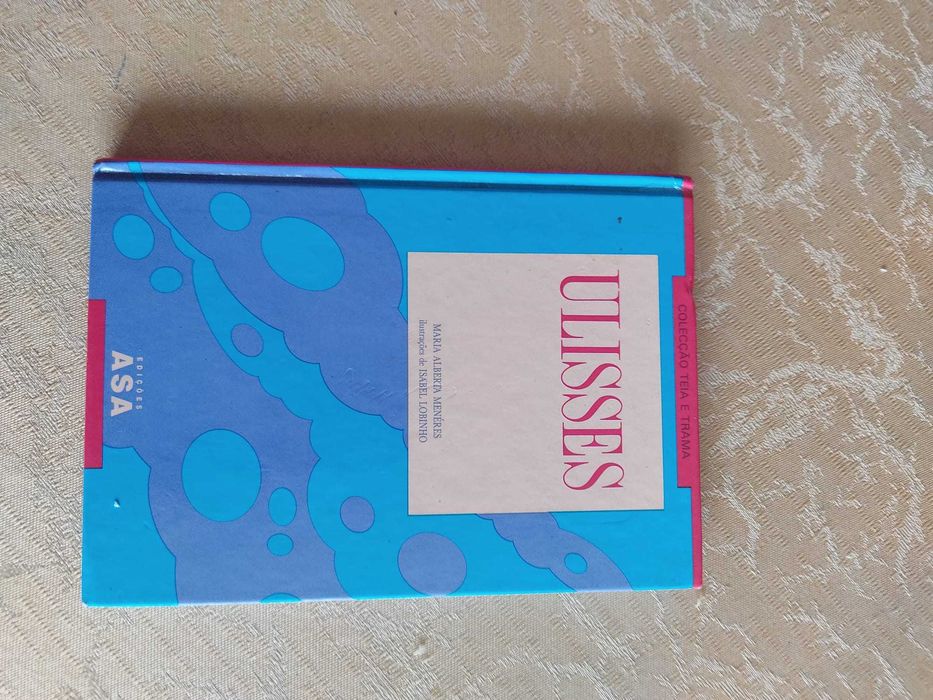 COLECÇÃO TEIA E TRAMA
ULISSES
MARIA ALBERTA MENÉRES
ilustrações de ISABEL LOBINHO
EDIÇÕES
ASA